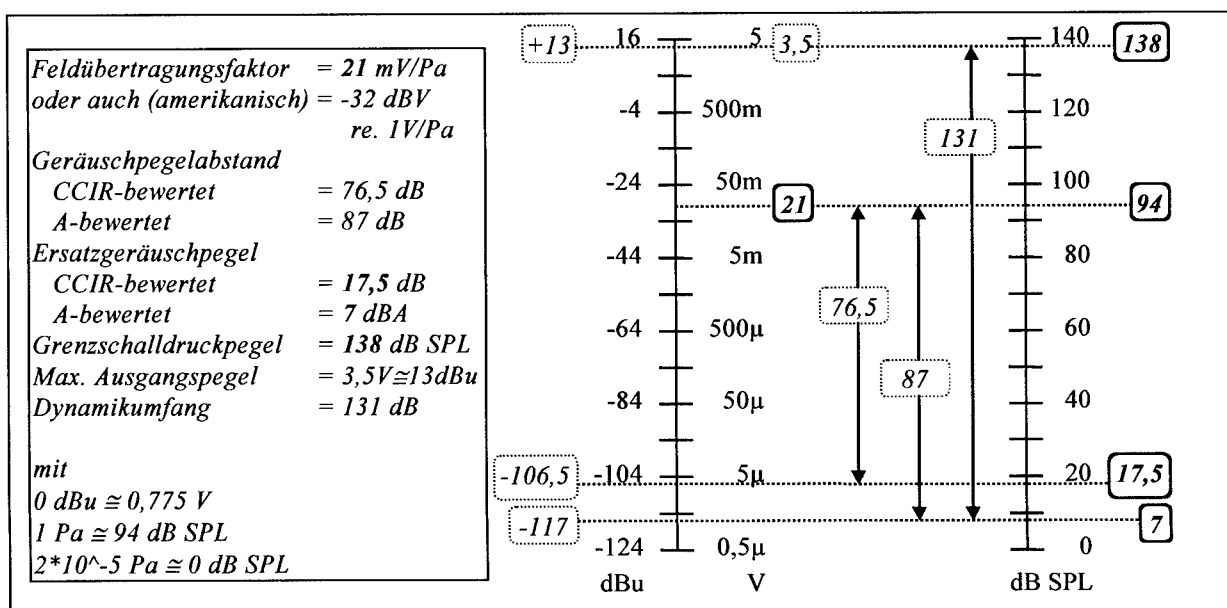 Feldübertragungsfaktor = 21 mV/Pa
oder auch (amerikanisch) = -32 dBV
re. 1V/Pa
Geräuschpegelabstand
CCIR-bewertet = 76,5 dB
A-bewertet = 87 dB
Ersatzgeräuschpegel
CCIR-bewertet = 17,5 dB
A-bewertet = 7 dBA
Grenzschalldruckpegel = 138 dB SPL
Max. Ausgangspegel = 3,5V≅13dBu
Dynamikumfang = 131 dB
mit
0 dBu ≅ 0,775 V
1 Pa ≅ 94 dB SPL
2*10^-5 Pa ≅ 0 dB SPL
+13 16 5 3,5 140 138
-4 500m 120
131
-24 50m 100
21 94
-44 5m 80
76,5
-64 500µ 60
87
-84 50µ 40
-106,5 -104 5µ 20 17,5
-117 7
-124 0,5µ 0
dBu V dB SPL